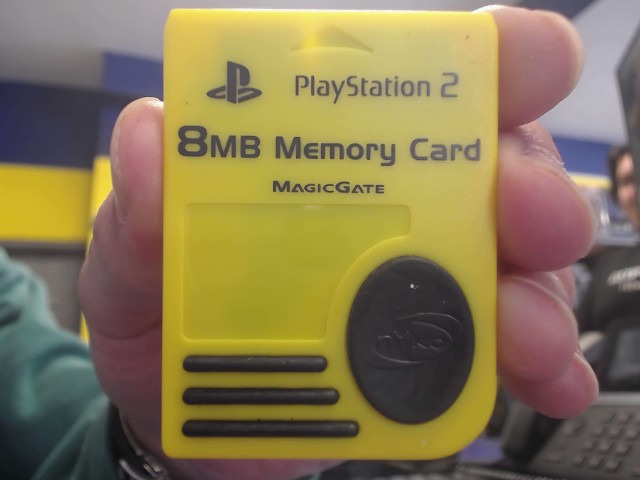 PlayStation 2
8MB Memory Card
MAGICGATE
nyko